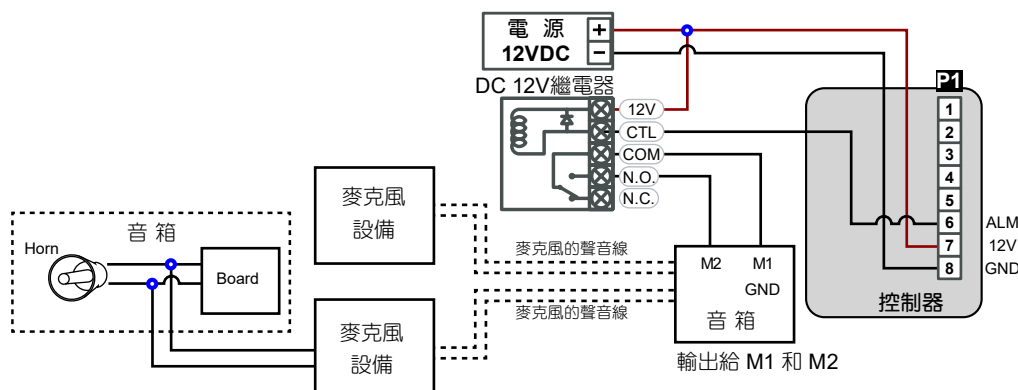 電 源
12VDC
+
−
DC 12V繼電器
12V
CTL
COM
N.O.
N.C.
P1
1
2
3
4
5
6
7
8
ALM
12V
GND
控制器
麥克風
設備
音 箱
Horn
Board
麥克風的聲音線
M2 M1
GND
音 箱
麥克風的聲音線
麥克風
設備
輸出給 M1 和 M2